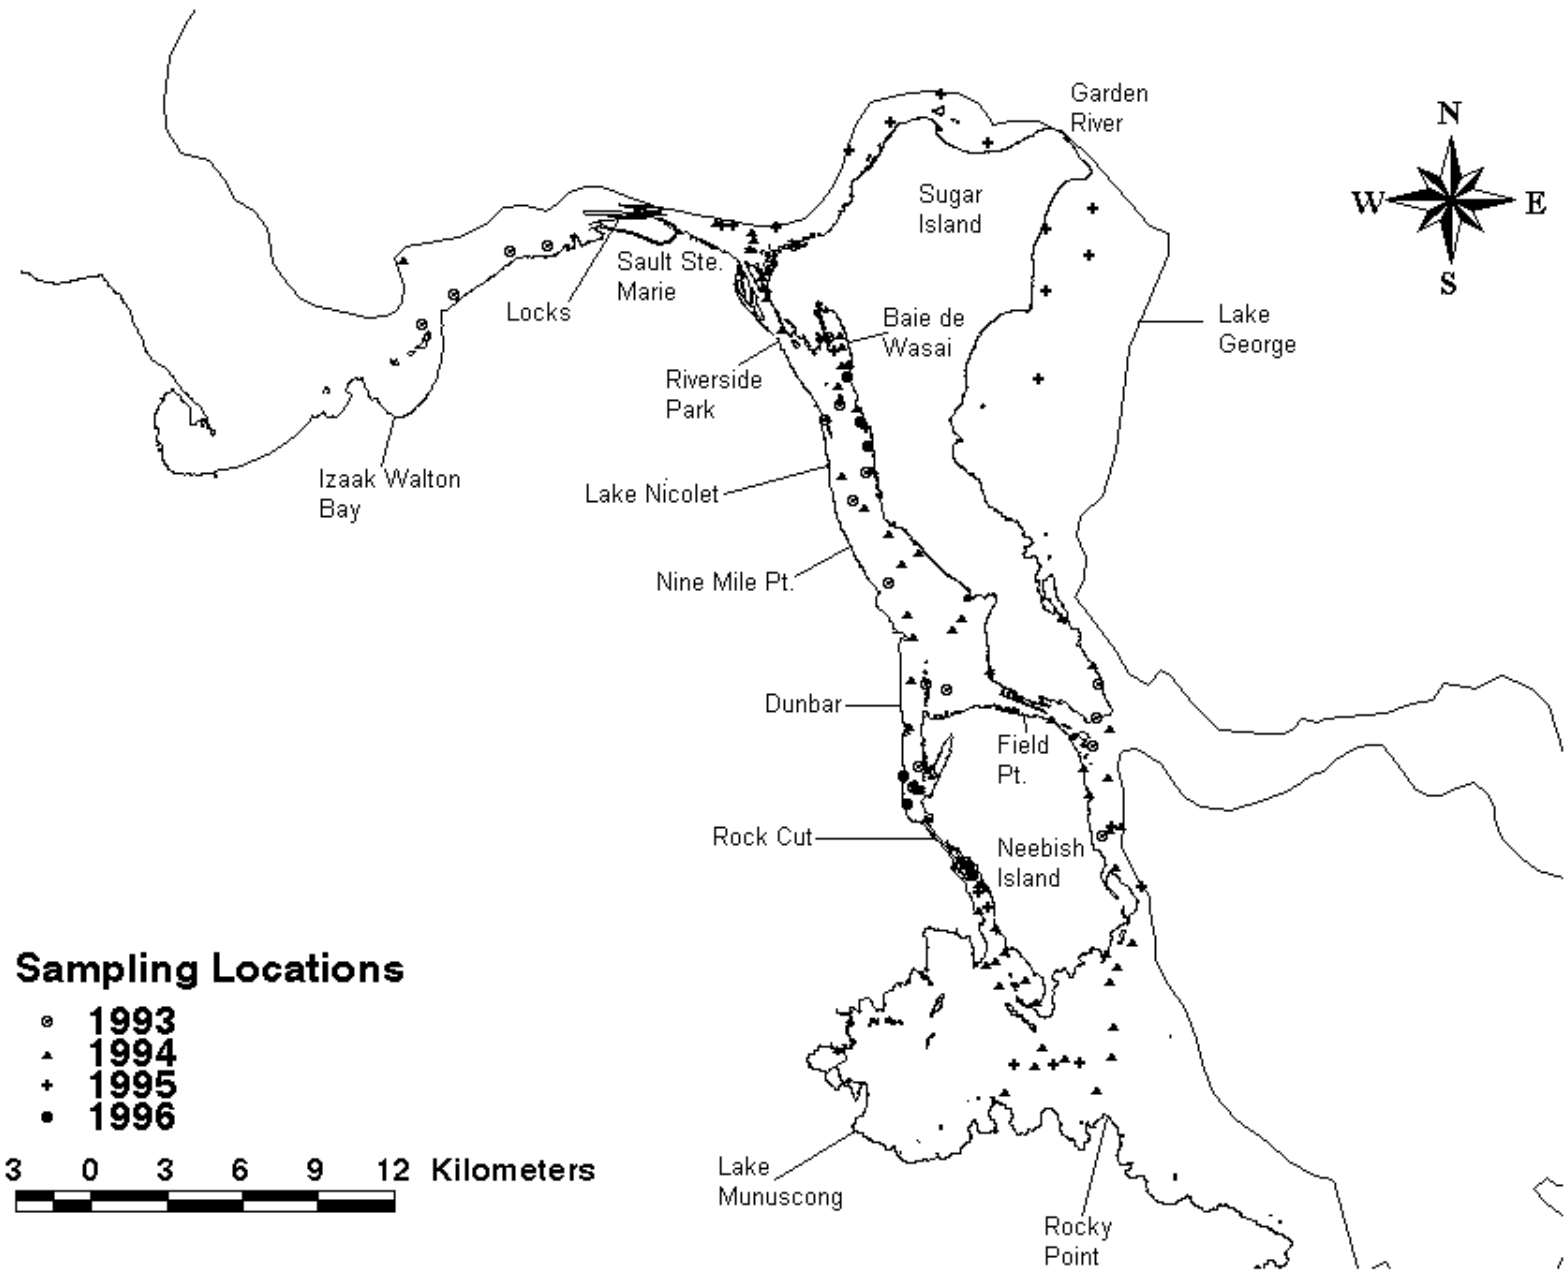 Garden
River
N
W
E
S
Sugar
Island
Sault Ste.
Marie
Locks
Baie de
Wasai
Lake
George
Riverside
Park
Izaak Walton
Bay
Lake Nicolet
Nine Mile Pt.
Dunbar
Field
Pt.
Rock Cut
Neebish
Island
Sampling Locations
1993
1994
1995
1996
3 0 3 6 9 12 Kilometers
Lake
Munuscong
Rocky
Point